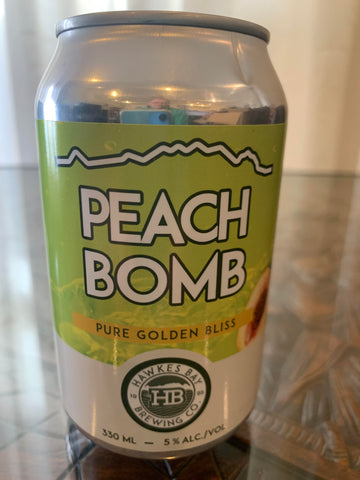 PEACH
BOMB
PURE GOLDEN BLISS
HAWKES BAY
HB
BREWING CO.
330 ML — 5% ALC./VOL